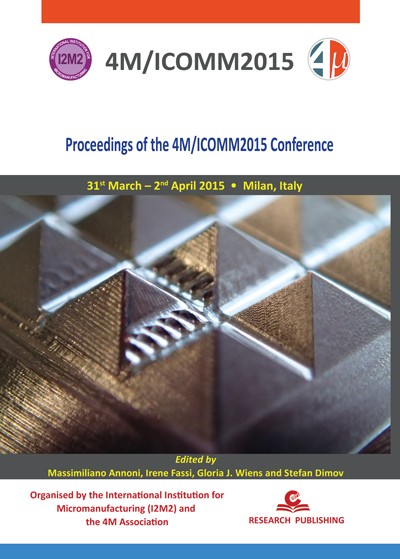 I2M2
4M/ICOMM2015
4μ
Proceedings of the 4M/ICOMM2015 Conference
31st March – 2nd April 2015 • Milan, Italy
Edited by
Massimiliano Annoni, Irene Fassi, Gloria J. Wiens and Stefan Dimov
Organised by the International Institution for
Micromanufacturing (I2M2) and
the 4M Association
RESEARCH PUBLISHING